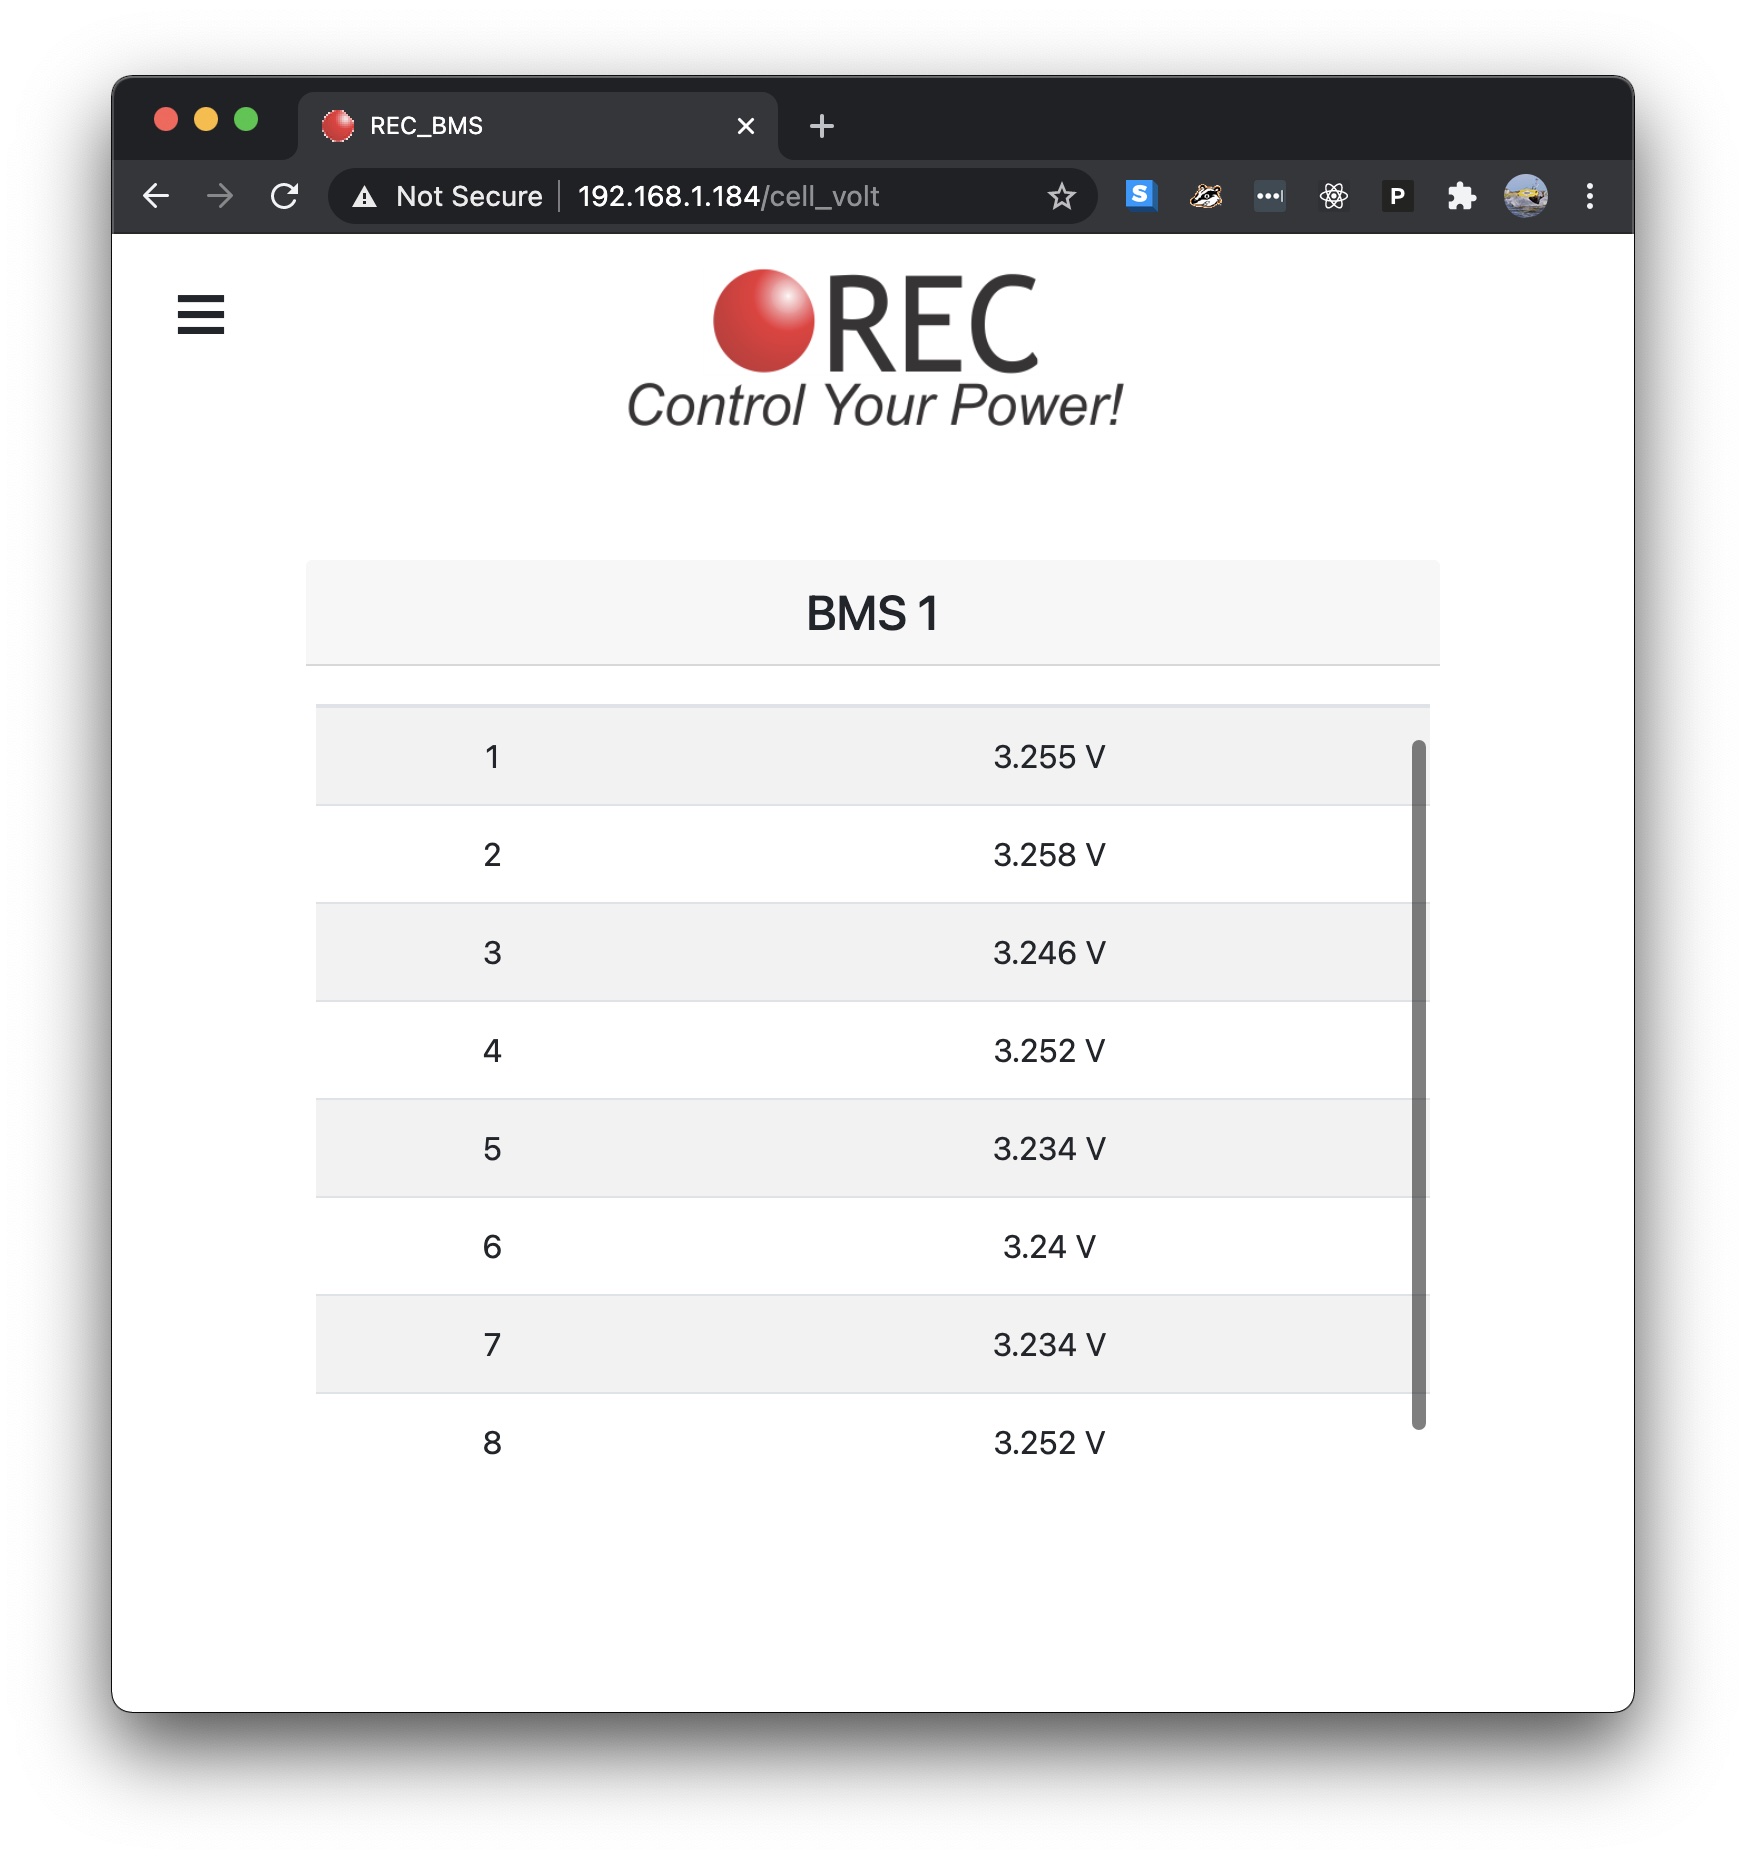 REC_BMS
Not Secure 192.168.1.184/cell_volt
S
P
REC
Control Your Power!
BMS 1
1 3.255 V
2 3.258 V
3 3.246 V
4 3.252 V
5 3.234 V
6 3.24 V
7 3.234 V
8 3.252 V